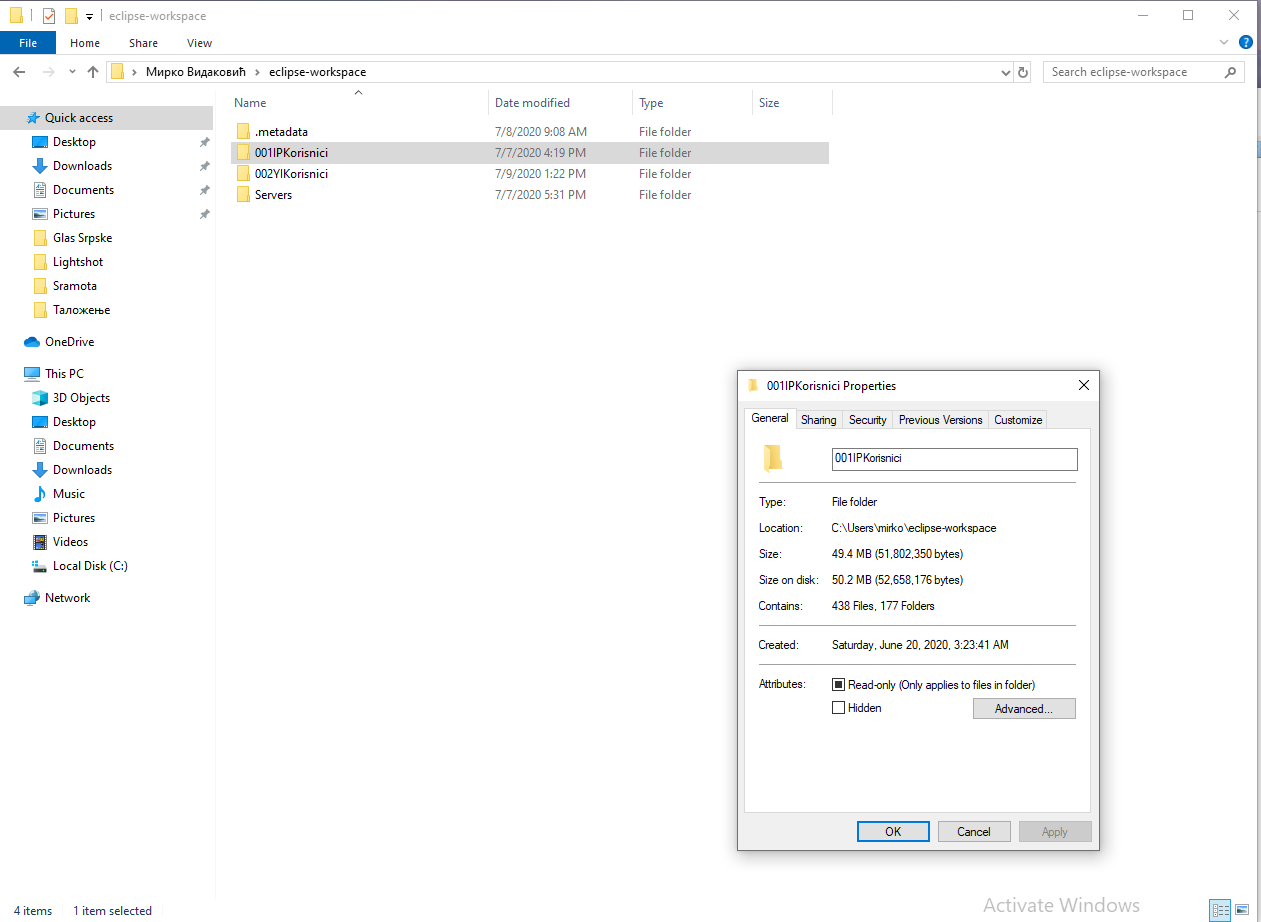 eclipse-workspace
File Home Share View
Мирко Видаковић eclipse-workspace Search eclipse-workspace
Name Date modified Type Size
.metadata 7/8/2020 9:08 AM File folder
001IPKorisnici 7/7/2020 4:19 PM File folder
002YIKorisnici 7/9/2020 1:22 PM File folder
Servers 7/7/2020 5:31 PM File folder
Quick access
Desktop
Downloads
Documents
Pictures
Glas Srpske
Lightshot
Sramota
Таложење
OneDrive
This PC
3D Objects
Desktop
Documents
Downloads
Music
Pictures
Videos
Local Disk (C:)
Network
001IPKorisnici Properties
General Sharing Security Previous Versions Customize
001IPKorisnici
Type: File folder
Location: C:\Users\mirko\eclipse-workspace
Size: 49.4 MB (51,802,350 bytes)
Size on disk: 50.2 MB (52,658,176 bytes)
Contains: 438 Files, 177 Folders
Created: Saturday, June 20, 2020, 3:23:41 AM
Attributes: Read-only (Only applies to files in folder)
Hidden Advanced...
OK Cancel Apply
4 items 1 item selected
Activate Windows